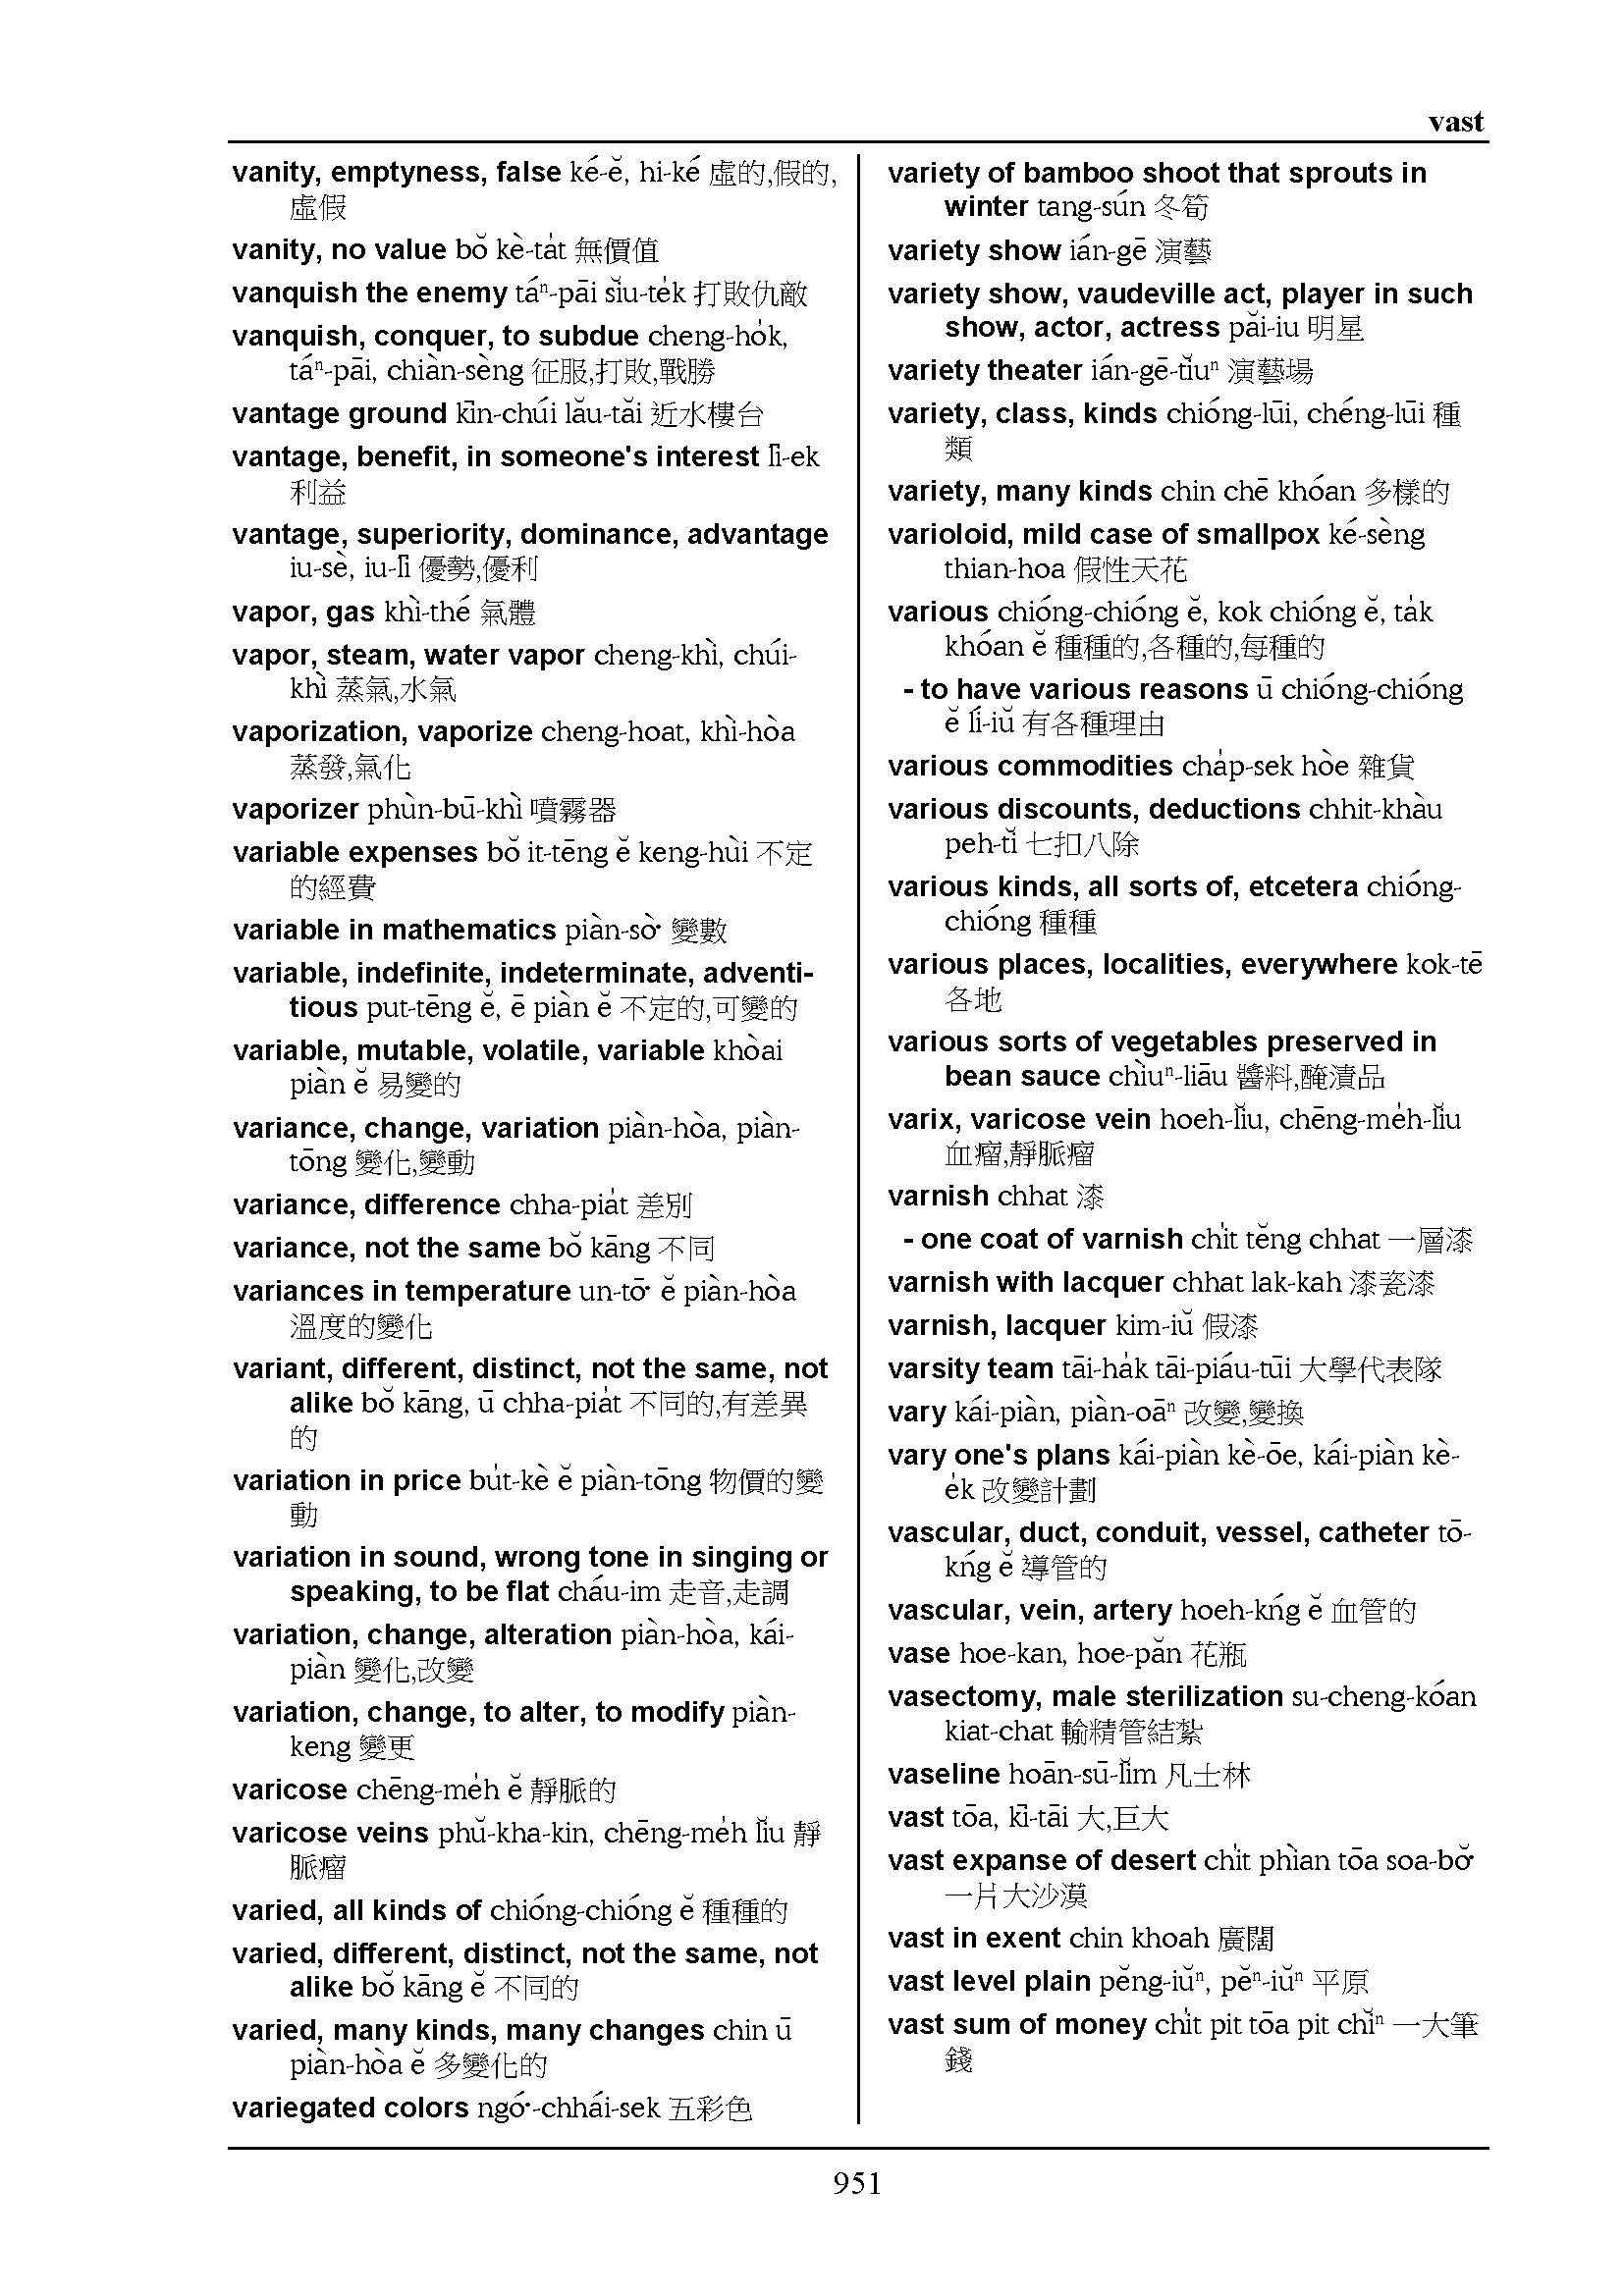 vast
vanity, emptyness, false ké-ĕ, hi-ké 虛的,假的,
虛假
vanity, no value bŏ kè-ta̍t 無價值
vanquish the enemy táⁿ-pāi sĭu-te̍k 打敗仇敵
vanquish, conquer, to subdue cheng-ho̍k,
táⁿ-pāi, chiàn-sèng 征服,打敗,戰勝
vantage ground kīn-chúi lău-tăi 近水樓台
vantage, benefit, in someone's interest lī-ek
利益
vantage, superiority, dominance, advantage
iu-sè, iu-lī 優勢,優利
vapor, gas khì-thé 氣體
vapor, steam, water vapor cheng-khì, chúi-
khì 蒸氣,水氣
vaporization, vaporize cheng-hoat, khì-hòa
蒸發,氣化
vaporizer phùn-bū-khì 噴霧器
variable expenses bŏ it-tēng ĕ keng-hùi 不定
的經費
variable in mathematics piàn-sò͘ 變數
variable, indefinite, indeterminate, adventi-
tious put-tēng ĕ, ē piàn ĕ 不定的,可變的
variable, mutable, volatile, variable khòai
piàn ĕ 易變的
variance, change, variation piàn-hòa, piàn-
tōng 變化,變動
variance, difference chha-pia̍t 差別
variance, not the same bŏ kāng 不同
variances in temperature un-tō͘ ĕ piàn-hòa
溫度的變化
variant, different, distinct, not the same, not
alike bŏ kāng, ū chha-pia̍t 不同的,有差異
的
variation in price bu̍t-kè ĕ piàn-tōng 物價的變
動
variation in sound, wrong tone in singing or
speaking, to be flat cháu-im 走音,走調
variation, change, alteration piàn-hòa, kái-
piàn 變化,改變
variation, change, to alter, to modify piàn-
keng 變更
varicose chēng-me̍h ĕ 靜脈的
varicose veins phŭ-kha-kin, chēng-me̍h lĭu 靜
脈瘤
varied, all kinds of chióng-chióng ĕ 種種的
varied, different, distinct, not the same, not
alike bŏ kāng ĕ 不同的
varied, many kinds, many changes chin ū
piàn-hòa ĕ 多變化的
variegated colors ngó͘-chhái-sek 五彩色
variety of bamboo shoot that sprouts in
winter tang-sún 冬筍
variety show ián-gē 演藝
variety show, vaudeville act, player in such
show, actor, actress păi-iu 明星
variety theater ián-gē-tĭuⁿ 演藝場
variety, class, kinds chióng-lūi, chéng-lūi 種
類
variety, many kinds chin chē khóan 多樣的
varioloid, mild case of smallpox ké-sèng
thian-hoa 假性天花
various chióng-chióng ĕ, kok chióng ĕ, ta̍k
khóan ĕ 種種的,各種的,每種的
- to have various reasons ū chióng-chióng
ĕ lí-iŭ 有各種理由
various commodities cha̍p-sek hòe 雜貨
various discounts, deductions chhit-khàu
peh-tĭ 七扣八除
various kinds, all sorts of, etcetera chióng-
chióng 種種
various places, localities, everywhere kok-tē
各地
various sorts of vegetables preserved in
bean sauce chìuⁿ-liāu 醬料,醃漬品
varix, varicose vein hoeh-lĭu, chēng-me̍h-lĭu
血瘤,靜脈瘤
varnish chhat 漆
- one coat of varnish chi̍t tĕng chhat 一層漆
varnish with lacquer chhat lak-kah 漆瓷漆
varnish, lacquer kim-iŭ 假漆
varsity team tāi-ha̍k tāi-piáu-tūi 大學代表隊
vary kái-piàn, piàn-oāⁿ 改變,變換
vary one's plans kái-piàn kè-ōe, kái-piàn kè-
e̍k 改變計劃
vascular, duct, conduit, vessel, catheter tō-
kńg ĕ 導管的
vascular, vein, artery hoeh-kńg ĕ 血管的
vase hoe-kan, hoe-păn 花瓶
vasectomy, male sterilization su-cheng-kóan
kiat-chat 輸精管結紮
vaseline hoān-sū-lĭm 凡士林
vast tōa, kī-tāi 大,巨大
vast expanse of desert chi̍t phìan tōa soa-bŏ͘
一片大沙漠
vast in exent chin khoah 廣闊
vast level plain pĕng-iŭⁿ, pĕⁿ-iŭⁿ 平原
vast sum of money chi̍t pit tōa pit chĭⁿ 一大筆
錢
951